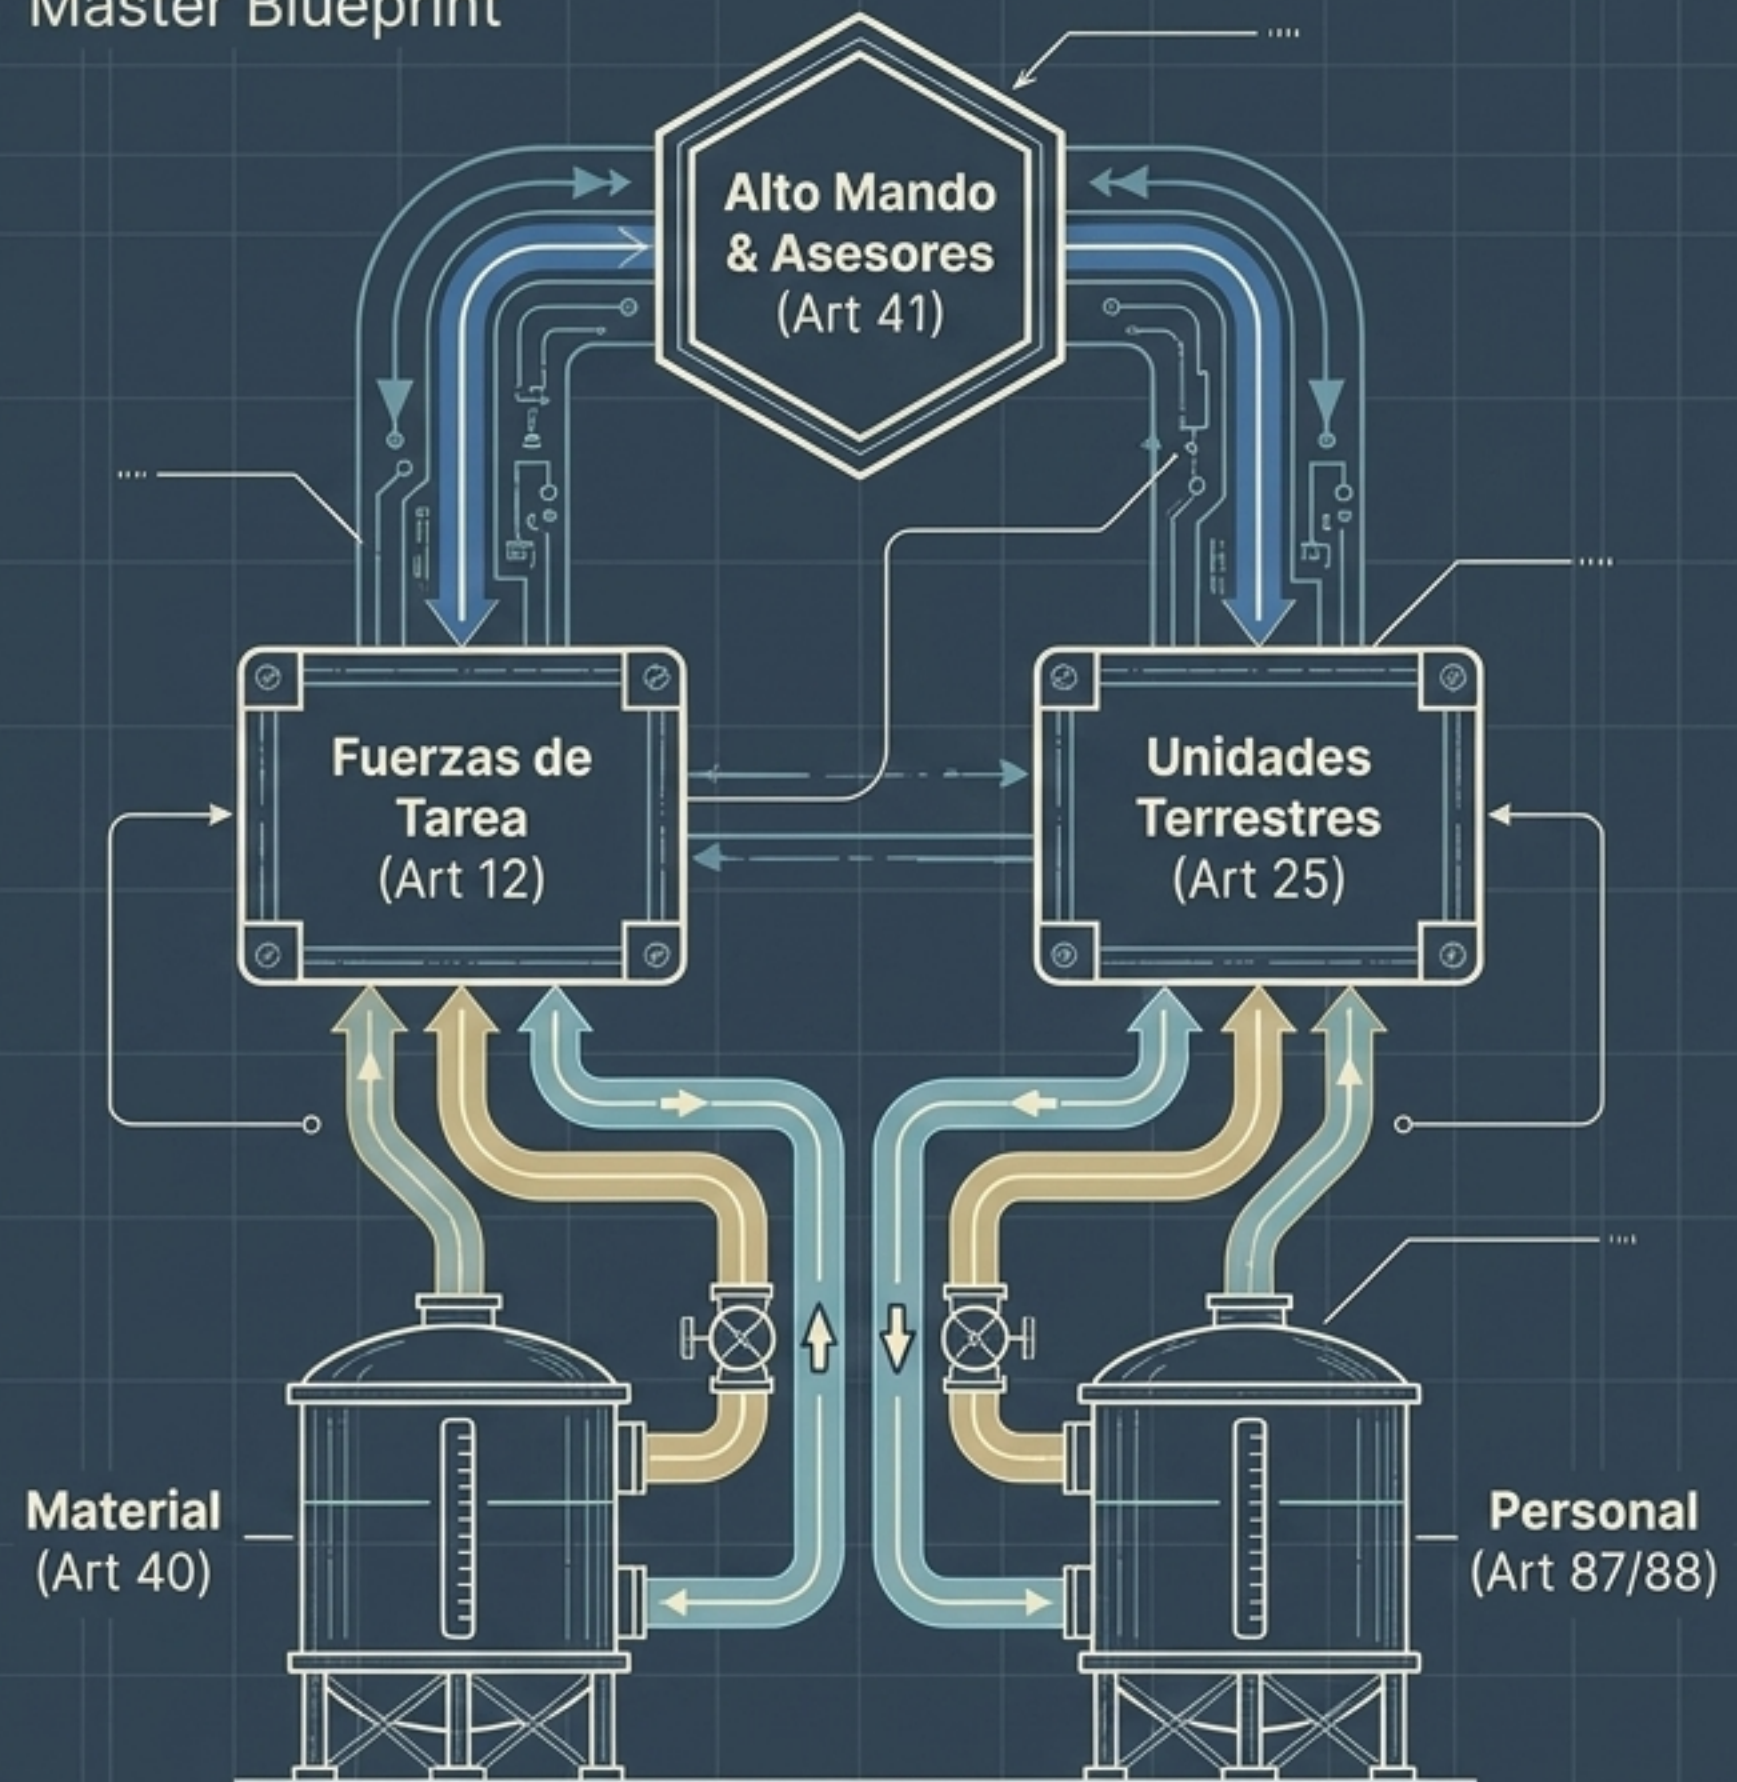 Master Blueprint
Alto Mando
& Asesores
(Art 41)
Fuerzas de
Tarea
(Art 12)
Unidades
Terrestres
(Art 25)
Material
(Art 40)
Personal
(Art 87/88)